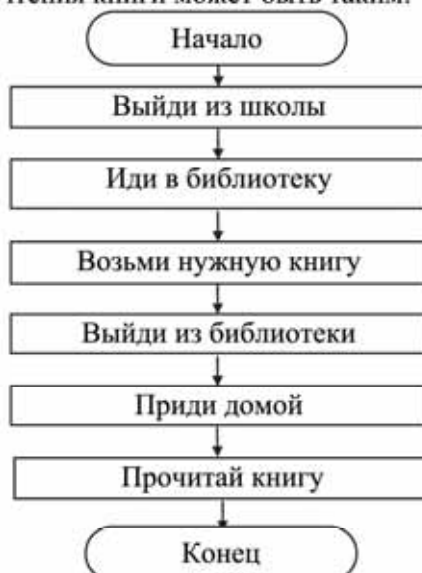 книги может быть таким:
Начало
Выйди из школы
Иди в библиотеку
Возьми нужную книгу
Выйди из библиотеки
Приди домой
Прочитай книгу
Конец